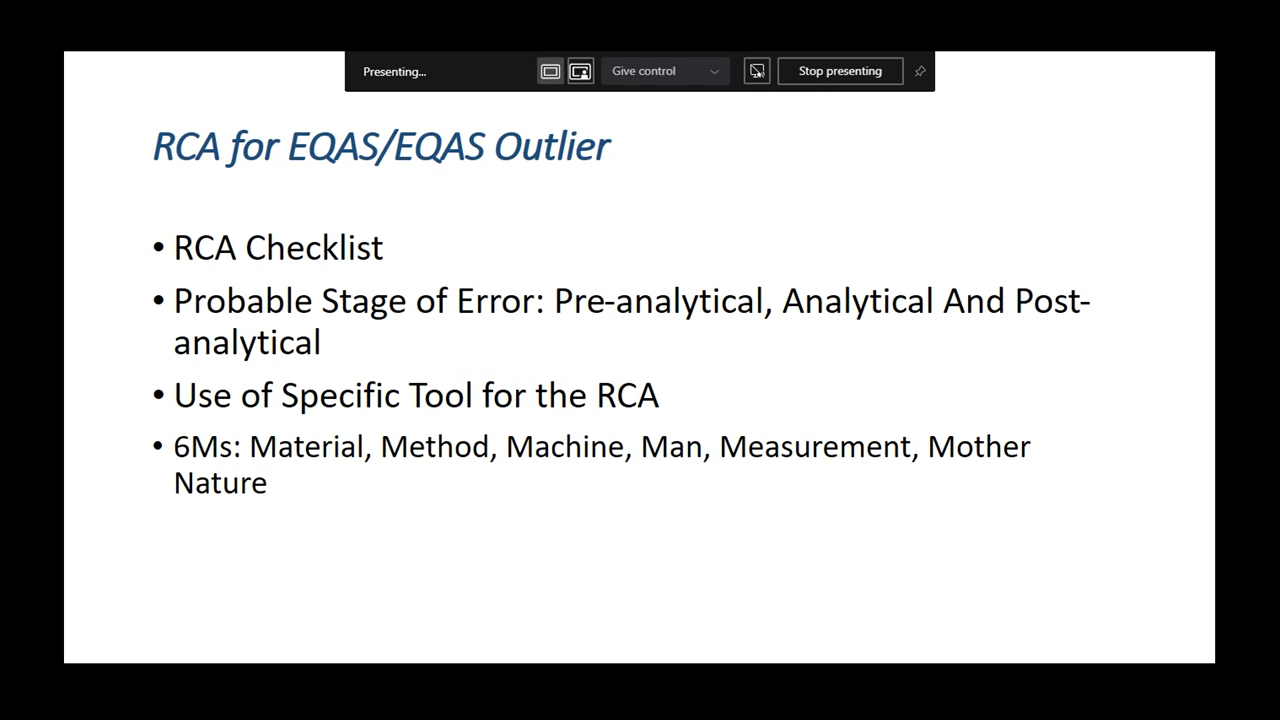 Presenting...
Give control
Stop presenting
RCA for EQAS/EQAS Outlier
• RCA Checklist
• Probable Stage of Error: Pre-analytical, Analytical And Post-
analytical
• Use of Specific Tool for the RCA
• 6Ms: Material, Method, Machine, Man, Measurement, Mother
Nature